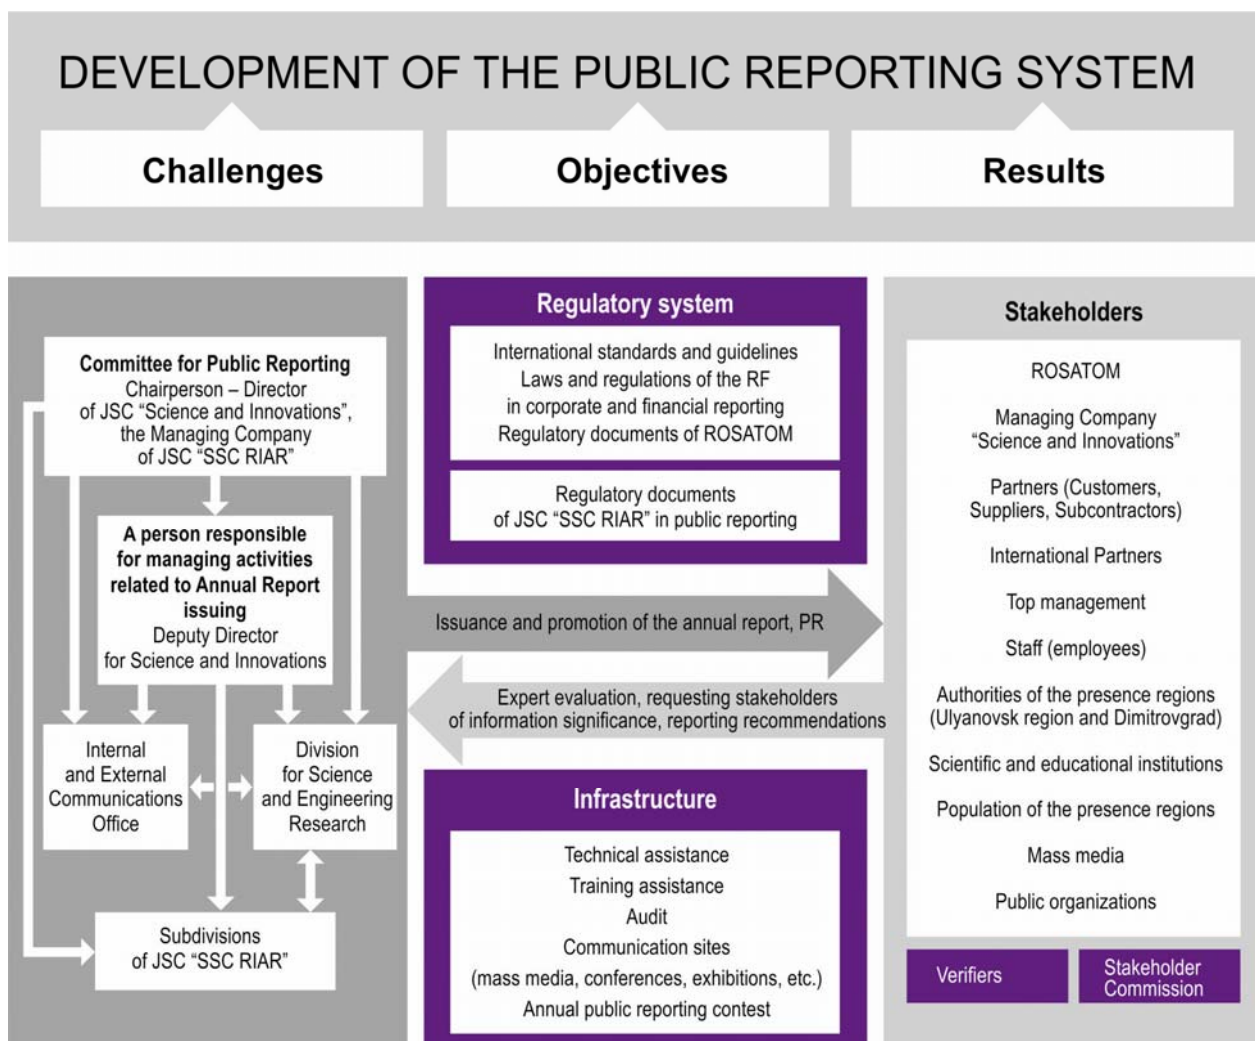 DEVELOPMENT OF THE PUBLIC REPORTING SYSTEM
Challenges
Objectives
Results
Committee for Public Reporting
Chairperson – Director
of JSC “Science and Innovations”,
the Managing Company
of JSC “SSC RIAR”
A person responsible
for managing activities
related to Annual Report
issuing
Deputy Director
for Science and Innovations
Internal
and External
Communications
Office
Division
for Science
and Engineering
Research
Subdivisions
of JSC “SSC RIAR”
Regulatory system
International standards and guidelines
Laws and regulations of the RF
in corporate and financial reporting
Regulatory documents of ROSATOM
Regulatory documents
of JSC “SSC RIAR” in public reporting
Issuance and promotion of the annual report, PR
Expert evaluation, requesting stakeholders
of information significance, reporting recommendations
Infrastructure
Technical assistance
Training assistance
Audit
Communication sites
(mass media, conferences, exhibitions, etc.)
Annual public reporting contest
Stakeholders
ROSATOM
Managing Company
“Science and Innovations”
Partners (Customers,
Suppliers, Subcontractors)
International Partners
Top management
Staff (employees)
Authorities of the presence regions
(Ulyanovsk region and Dimitrovgrad)
Scientific and educational institutions
Population of the presence regions
Mass media
Public organizations
Verifiers
Stakeholder
Commission